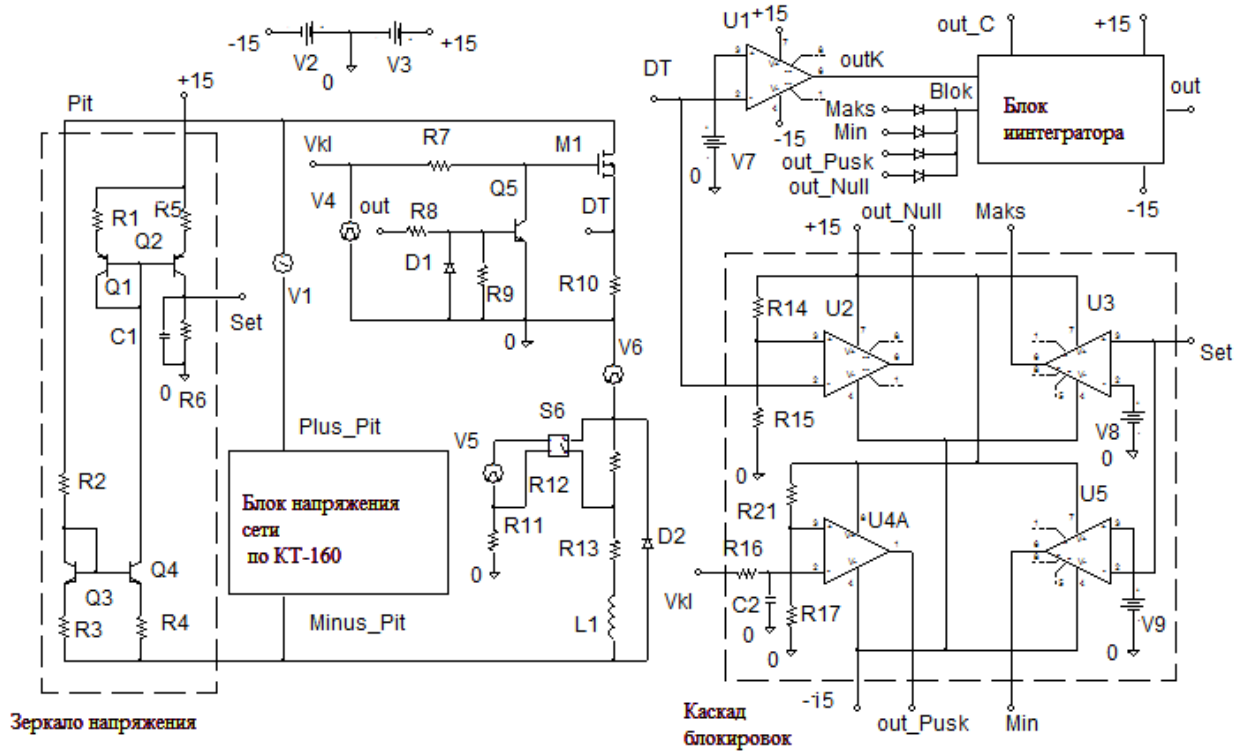 -15
V2
V3
+15
0
+15
Pit
R1
R5
Q2
Q1
C1
Set
0
R6
R2
Q3
Q4
R3
R4
Зеркало напряжения
V1
Plus_Pit
Блок напряжения
сети
по КТ-160
Minus_Pit
Vkl
R7
M1
V4
out
R8
Q5
DT
D1
R9
R10
0
V6
S6
V5
R12
R11
0
R13
D2
L1
U1
+15
DT
outK
-15
V7
0
out_C
+15
Blok
Maks
Min
out_Pusk
out_Null
Блок
иинтегратора
out
-15
+15
out_Null
Maks
R14
U2
U3
Set
R15
0
V8
0
R21
U4A
U5
R16
Vkl
C2
0
R17
0
V9
0
-15
out_Pusk
Min
Каскад
блокировок